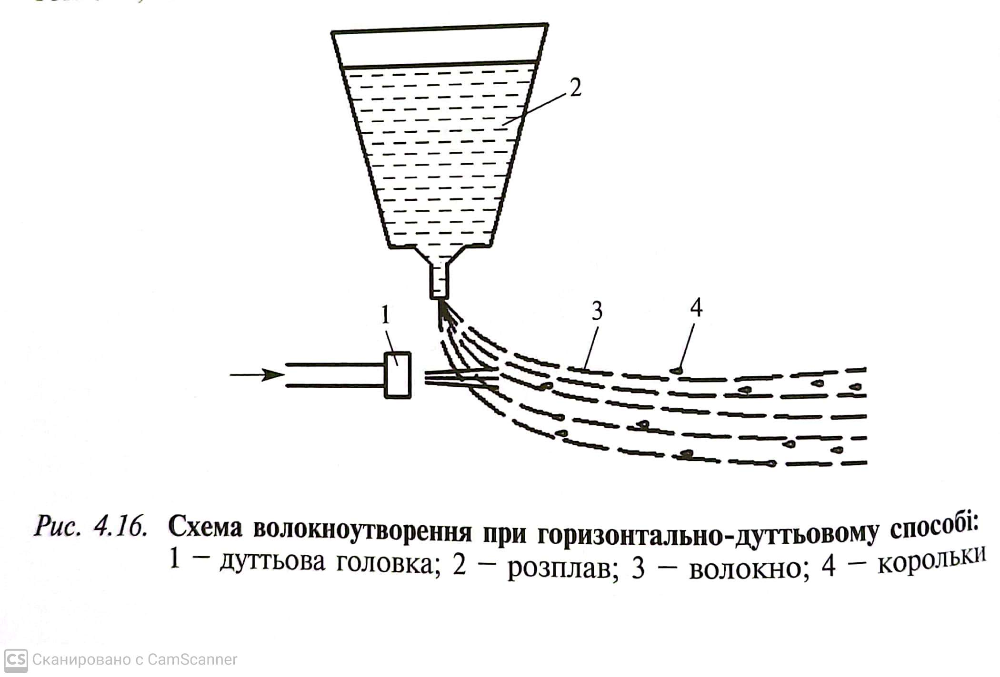 2
1
3
4
Рис. 4.16. Схема волокноутворення при горизонтально-дуттьовому способі:
1 – дуттьова головка; 2 – розплав; 3 – волокно; 4 – корольки
CS Сканировано с CamScanner